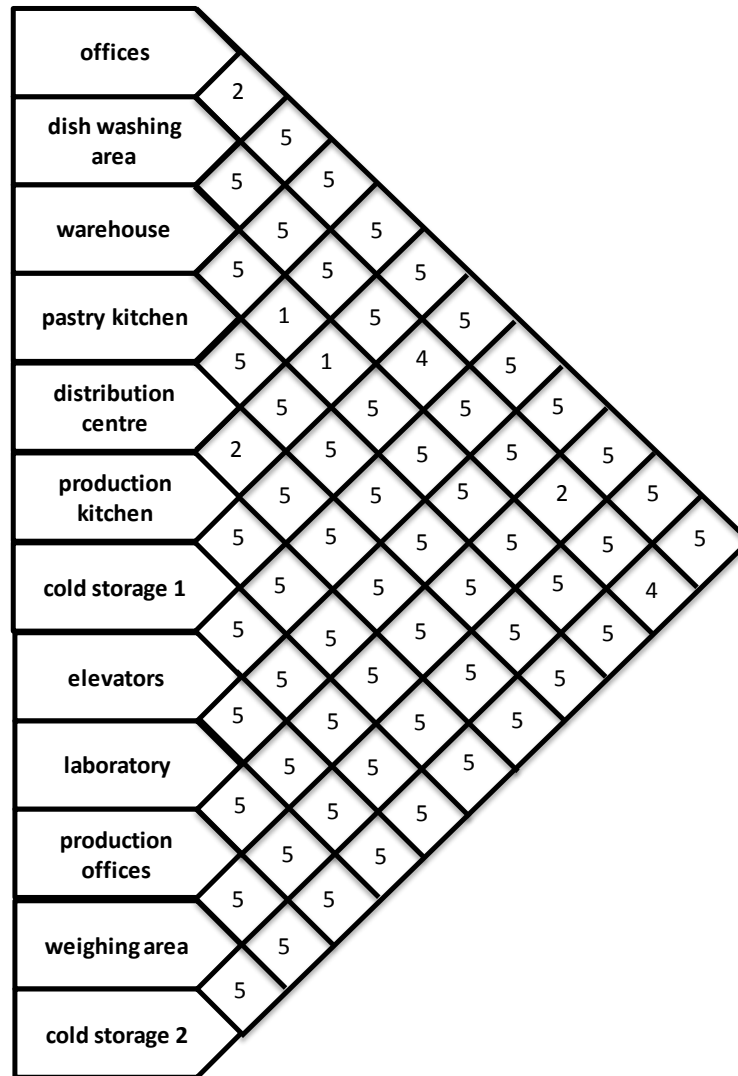 offices
2
dish washing
area
5
5 5
warehouse
5 5
5 5 5
pastry kitchen
1 5 5
5 1 4 5
distribution
centre
5 5 5 5
2 5 5 5 5
production
kitchen
5 5 5 2 5
5 5 5 5 5 5
cold storage 1
5 5 5 5 4
5 5 5 5 5
elevators
5 5 5 5
5 5 5 5
laboratory
5 5 5
5 5 5
production
offices
5 5
5 5
weighing area
5
5
cold storage 2